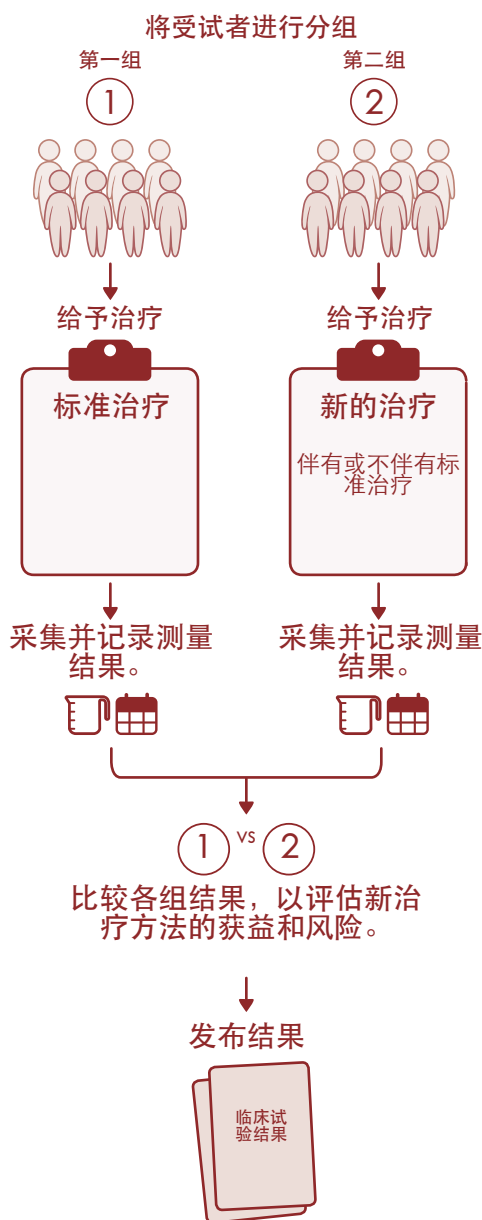 将受试者进行分组
第一组
1
第二组
2
给予治疗
标准治疗
给予治疗
新的治疗
伴有或不伴有标
准治疗
采集并记录测量
结果。
采集并记录测量
结果。
1 vs 2
比较各组结果，以评估新治
疗方法的获益和风险。
发布结果
临床试
验结果